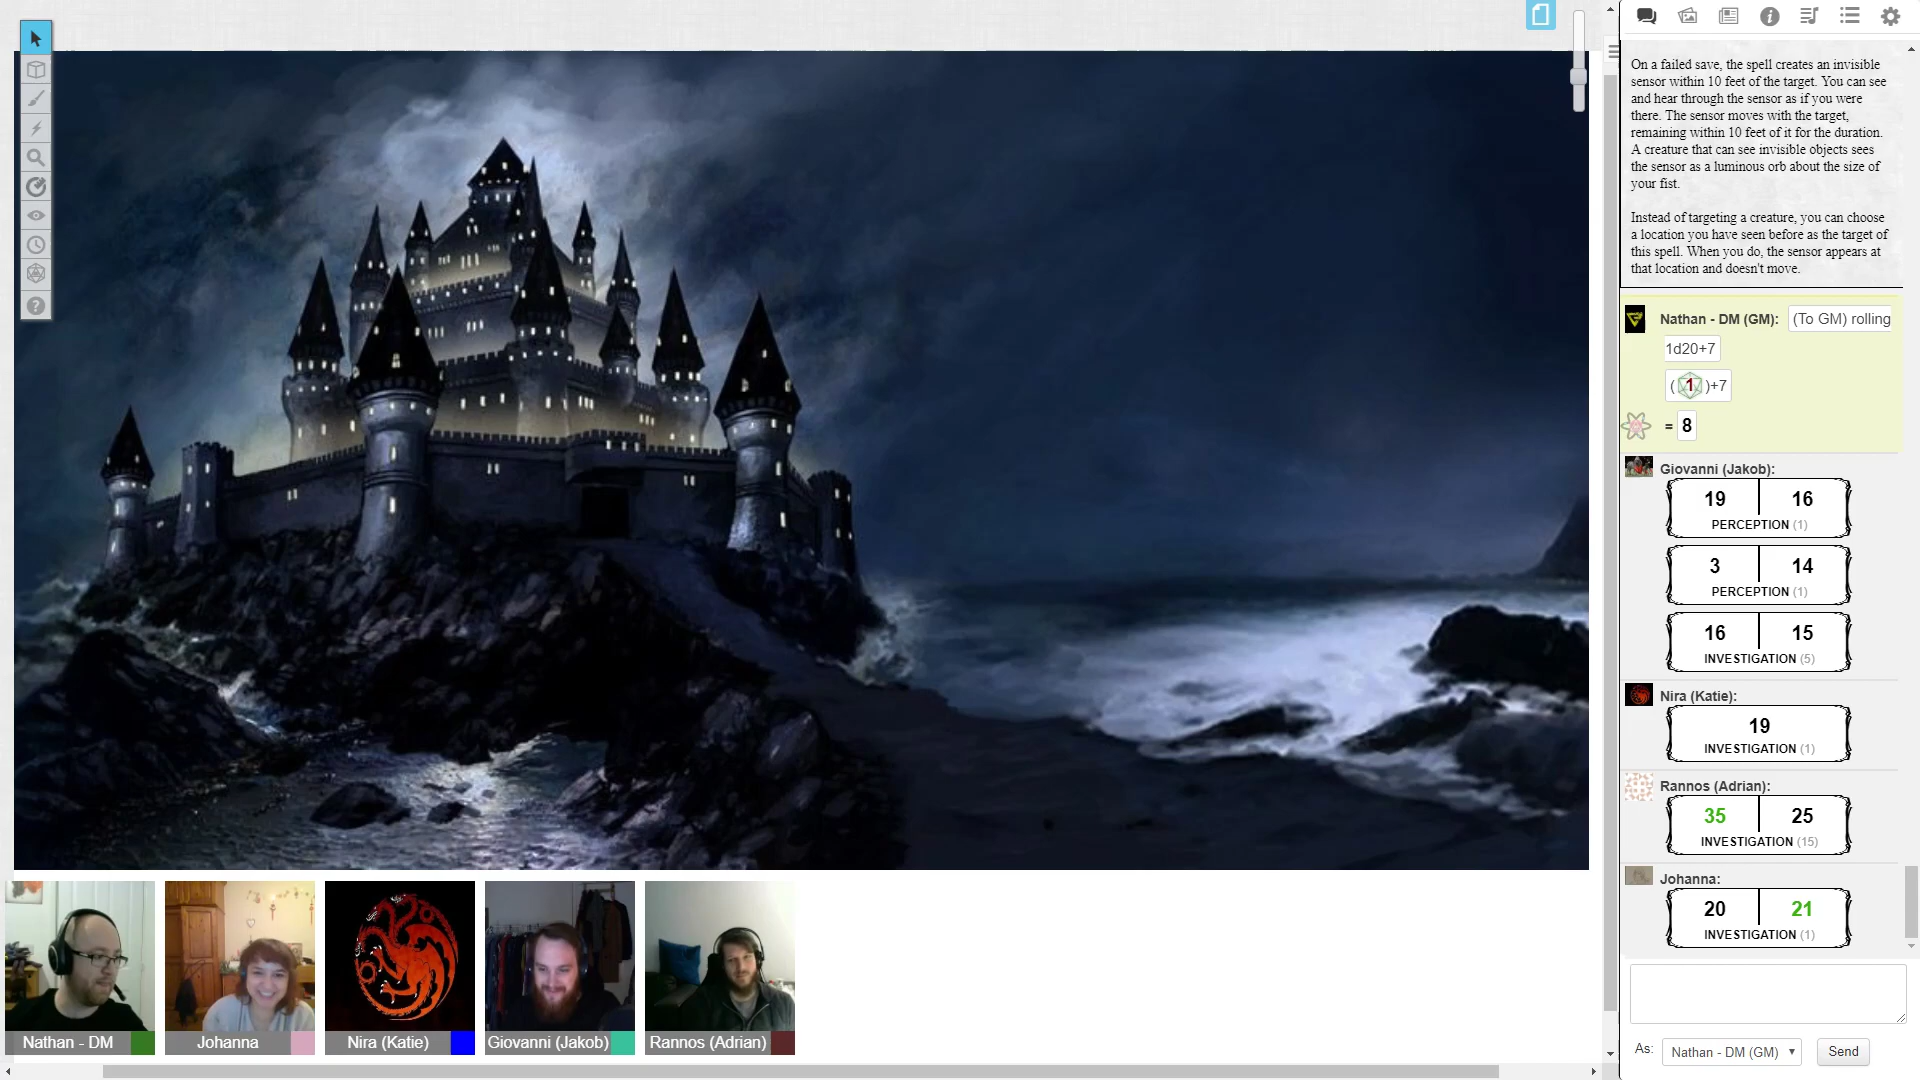 On a failed save, the spell creates an invisible
sensor within 10 feet of the target. You can see
and hear through the sensor as if you were
there. The sensor moves with the target,
remaining within 10 feet of it for the duration.
A creature that can see invisible objects sees
the sensor as a luminous orb about the size of
your fist.
Instead of targeting a creature, you can choose
a location you have seen before as the target of
this spell. When you do, the sensor appears at
that location and doesn't move.
Nathan - DM (GM): (To GM) rolling
1d20+7
(1)+7
= 8
Giovanni (Jakob):
19 16
PERCEPTION (1)
3 14
PERCEPTION (1)
16 15
INVESTIGATION (5)
Nira (Katie):
19
INVESTIGATION (1)
Rannos (Adrian):
35 25
INVESTIGATION (15)
Johanna:
20 21
INVESTIGATION (1)
As: Nathan - DM (GM) Send
Nathan - DM
Johanna
Nira (Katie)
Giovanni (Jakob)
Rannos (Adrian)